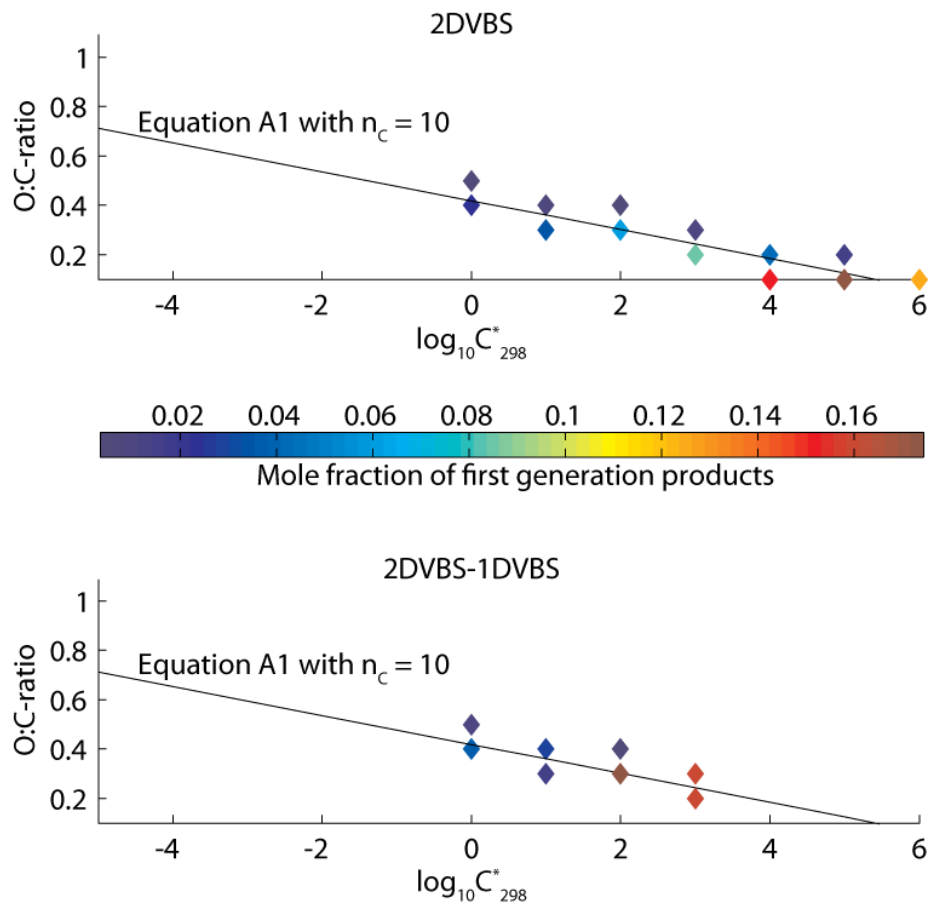 2DVBS
1
0.8
Equation A1 with n_C = 10
0.6
O:C-ratio
0.4
0.2
-4 -2 0 2 4 6
log₁₀C*₂₉₈
0.02 0.04 0.06 0.08 0.1 0.12 0.14 0.16
Mole fraction of first generation products
2DVBS-1DVBS
1
0.8
Equation A1 with n_C = 10
0.6
O:C-ratio
0.4
0.2
-4 -2 0 2 4 6
log₁₀C*₂₉₈